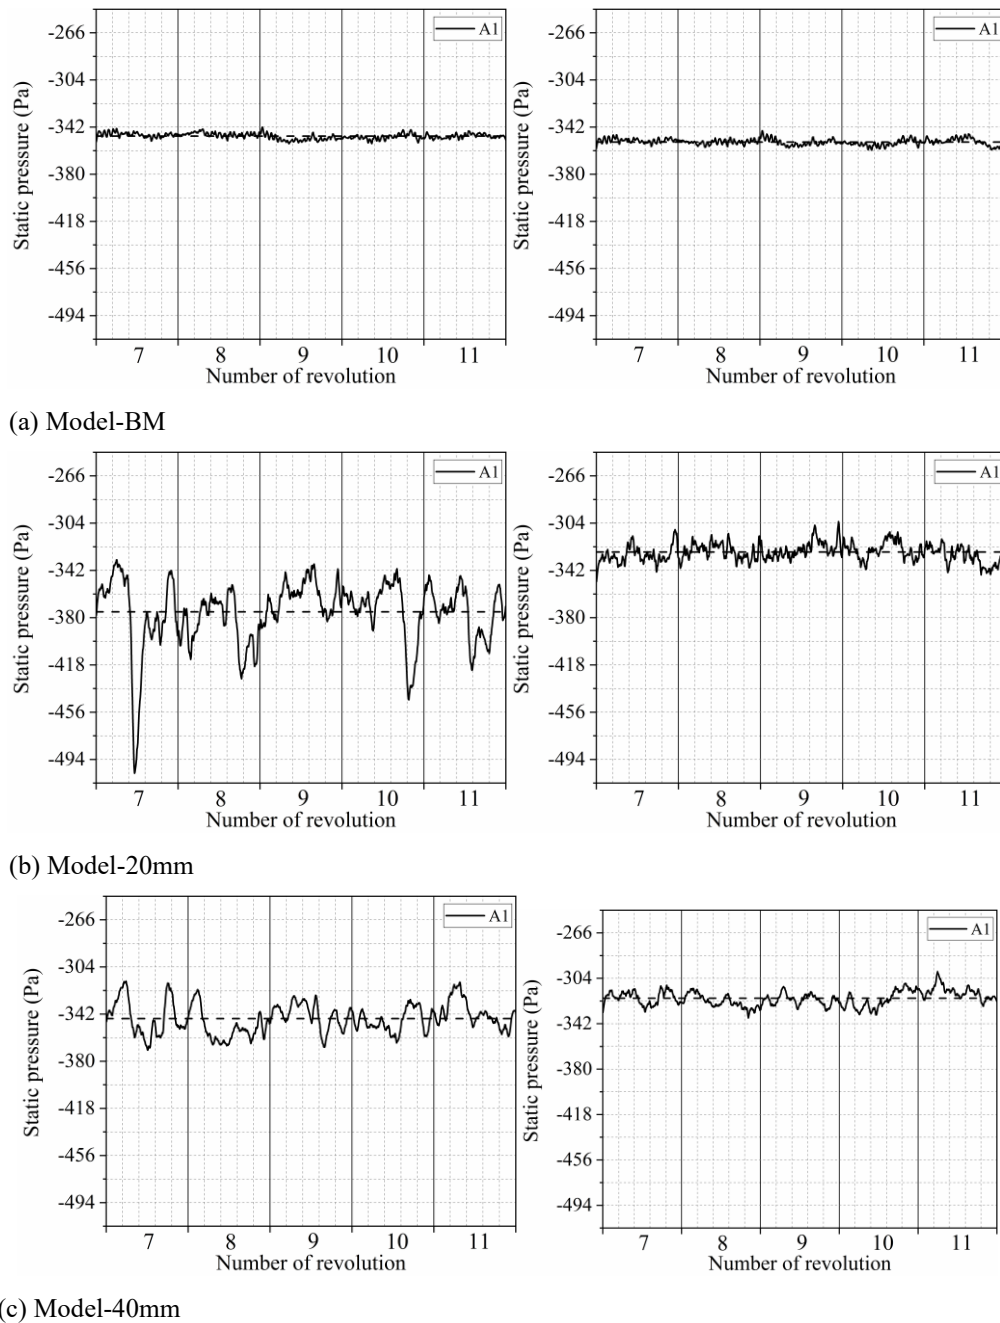 A1
-266
-304
-342
-380
-418
-456
-494
Static pressure (Pa)
7 8 9 10 11
Number of revolution
A1
-266
-304
-342
-380
-418
-456
-494
Static pressure (Pa)
7 8 9 10 11
Number of revolution
(a) Model-BM
A1
-266
-304
-342
-380
-418
-456
-494
Static pressure (Pa)
7 8 9 10 11
Number of revolution
A1
-266
-304
-342
-380
-418
-456
-494
Static pressure (Pa)
7 8 9 10 11
Number of revolution
(b) Model-20mm
A1
-266
-304
-342
-380
-418
-456
-494
Static pressure (Pa)
7 8 9 10 11
Number of revolution
A1
-266
-304
-342
-380
-418
-456
-494
Static pressure (Pa)
7 8 9 10 11
Number of revolution
(c) Model-40mm